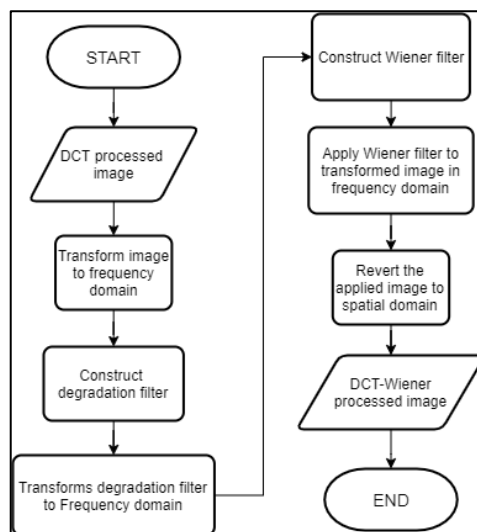 START
DCT processed
image
Transform image
to frequency
domain
Construct
degradation filter
Transforms degradation filter
to Frequency domain
Construct Wiener filter
Apply Wiener filter to
transformed image in
frequency domain
Revert the
applied image to
spatial domain
DCT-Wiener
processed image
END